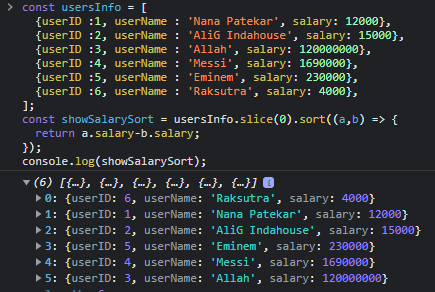 > const usersInfo = [
{userID :1, userName : 'Nana Patekar', salary: 12000},
{userID :2, userName : 'AliG Indahouse', salary: 15000},
{userID :3, userName : 'Allah', salary: 120000000},
{userID :4, userName : 'Messi', salary: 1690000},
{userID :5, userName : 'Eminem', salary: 230000},
{userID :6, userName : 'Raksutra', salary: 4000},
];
const showSalarySort = usersInfo.slice(0).sort((a,b) => {
return a.salary-b.salary;
});
console.log(showSalarySort);
▼ (6) [{…}, {…}, {…}, {…}, {…}, {…}] i
▶ 0: {userID: 6, userName: 'Raksutra', salary: 4000}
▶ 1: {userID: 1, userName: 'Nana Patekar', salary: 12000}
▶ 2: {userID: 2, userName: 'AliG Indahouse', salary: 15000}
▶ 3: {userID: 5, userName: 'Eminem', salary: 230000}
▶ 4: {userID: 4, userName: 'Messi', salary: 1690000}
▶ 5: {userID: 3, userName: 'Allah', salary: 120000000}